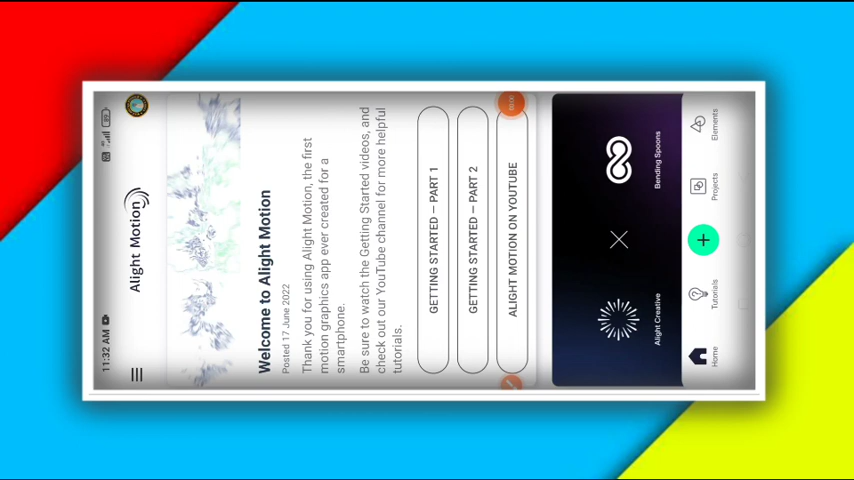 11:32 AM
89
Alight Motion
Welcome to Alight Motion
Posted 17 June 2022
Thank you for using Alight Motion, the first
motion graphics app ever created for a
smartphone.
Be sure to watch the Getting Started videos, and
check out our YouTube channel for more helpful
tutorials.
GETTING STARTED – PART 1
GETTING STARTED – PART 2
ALIGHT MOTION ON YOUTUBE
Alight Creative
Bending Spoons
Home
Tutorials
Projects
Elements